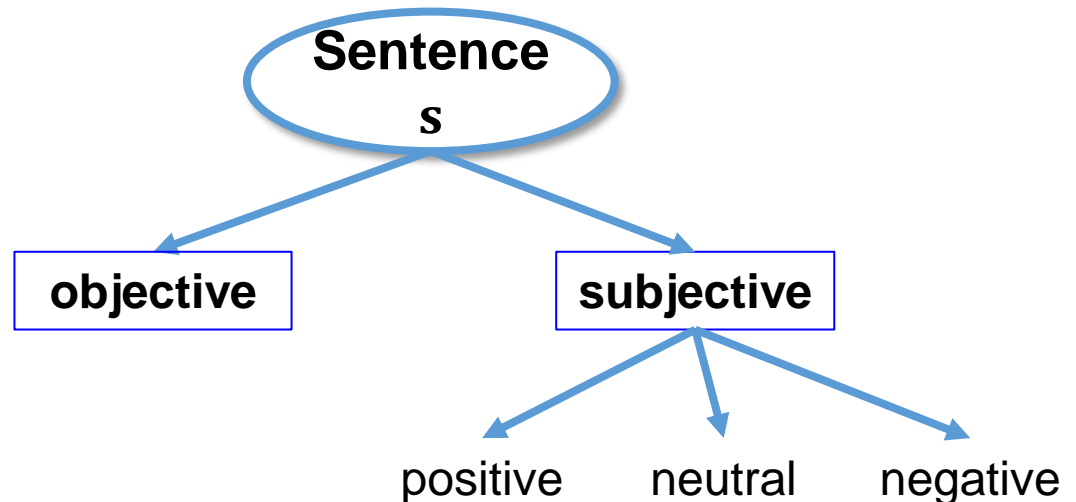 Sentence
s
objective
subjective
positive
neutral
negative